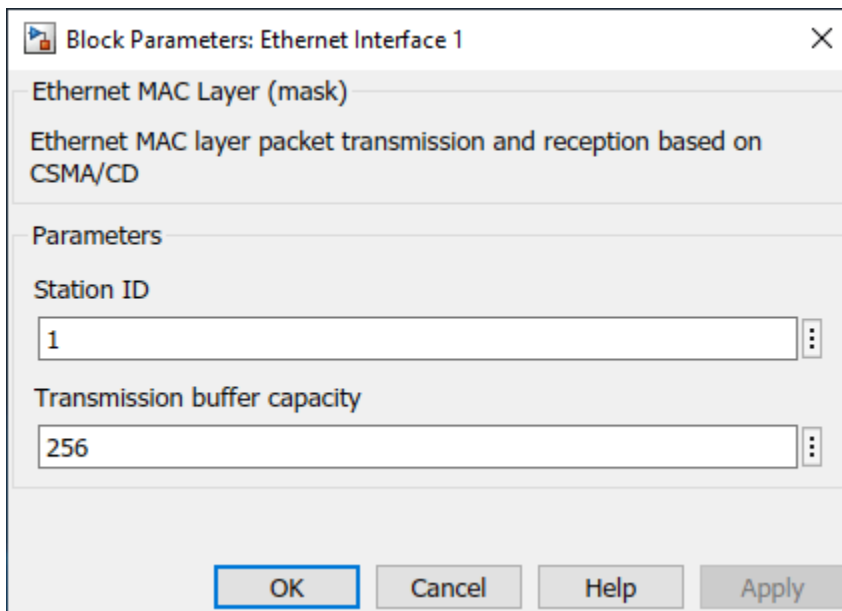 Block Parameters: Ethernet Interface 1
Ethernet MAC Layer (mask)
Ethernet MAC layer packet transmission and reception based on
CSMA/CD
Parameters
Station ID
1
Transmission buffer capacity
256
OK Cancel Help Apply